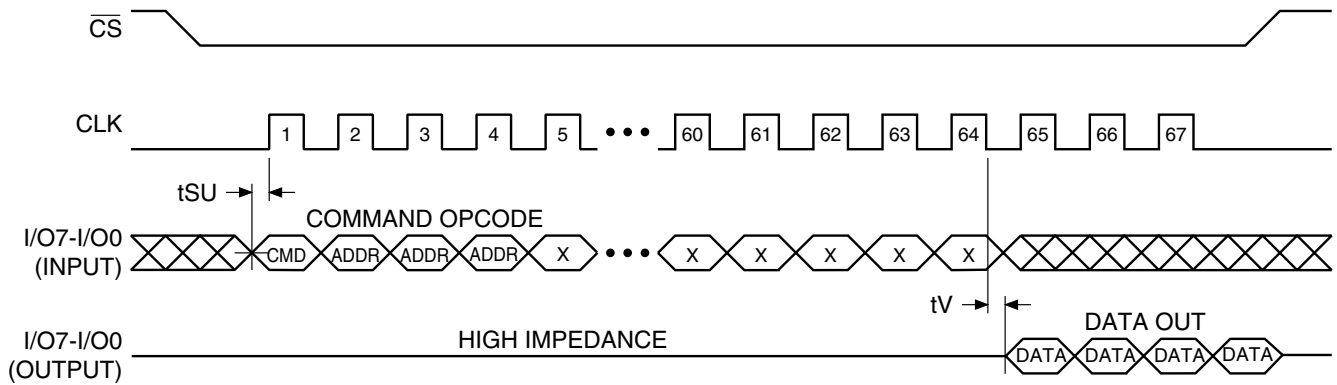 CS
CLK
1 2 3 4 5 ••• 60 61 62 63 64 65 66 67
tSU
COMMAND OPCODE
I/O7-I/O0
(INPUT)
CMD ADDR ADDR ADDR X ••• X X X X X
tV
I/O7-I/O0
(OUTPUT)
HIGH IMPEDANCE
DATA OUT
DATA DATA DATA DATA